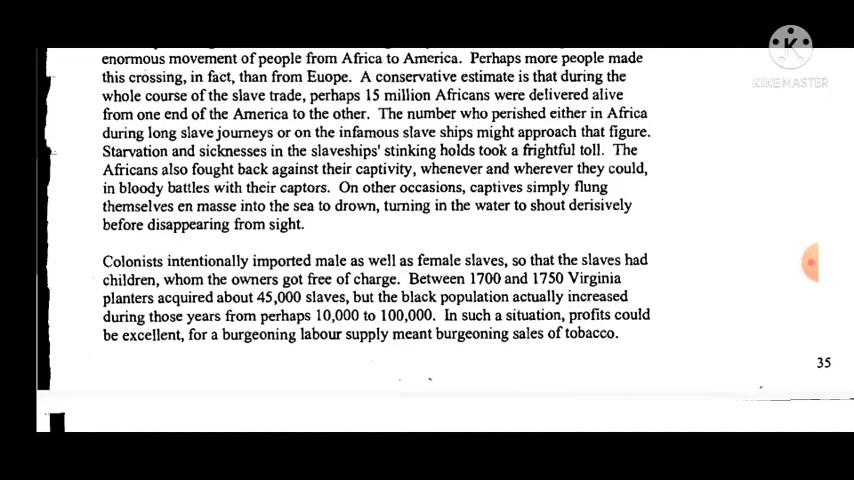 enormous movement of people from Africa to America. Perhaps more people made
this crossing, in fact, than from Euope. A conservative estimate is that during the
whole course of the slave trade, perhaps 15 million Africans were delivered alive
from one end of the America to the other. The number who perished either in Africa
during long slave journeys or on the infamous slave ships might approach that figure.
Starvation and sicknesses in the slaveships' stinking holds took a frightful toll. The
Africans also fought back against their captivity, whenever and wherever they could,
in bloody battles with their captors. On other occasions, captives simply flung
themselves en masse into the sea to drown, turning in the water to shout derisively
before disappearing from sight.
Colonists intentionally imported male as well as female slaves, so that the slaves had
children, whom the owners got free of charge. Between 1700 and 1750 Virginia
planters acquired about 45,000 slaves, but the black population actually increased
during those years from perhaps 10,000 to 100,000. In such a situation, profits could
be excellent, for a burgeoning labour supply meant burgeoning sales of tobacco.
35
K
KINEMASTER